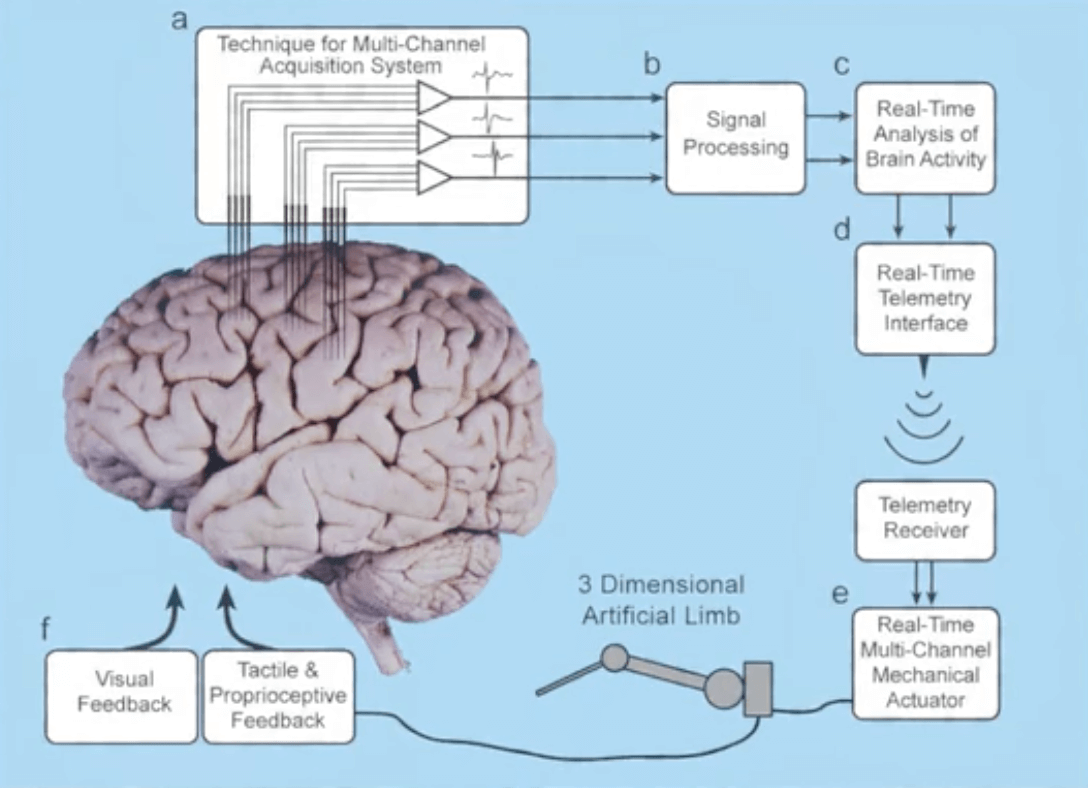 a
Technique for Multi-Channel
Acquisition System
b
Signal
Processing
c
Real-Time
Analysis of
Brain Activity
d
Real-Time
Telemetry
Interface
Telemetry
Receiver
e
Real-Time
Multi-Channel
Mechanical
Actuator
3 Dimensional
Artificial Limb
f
Visual
Feedback
Tactile &
Proprioceptive
Feedback